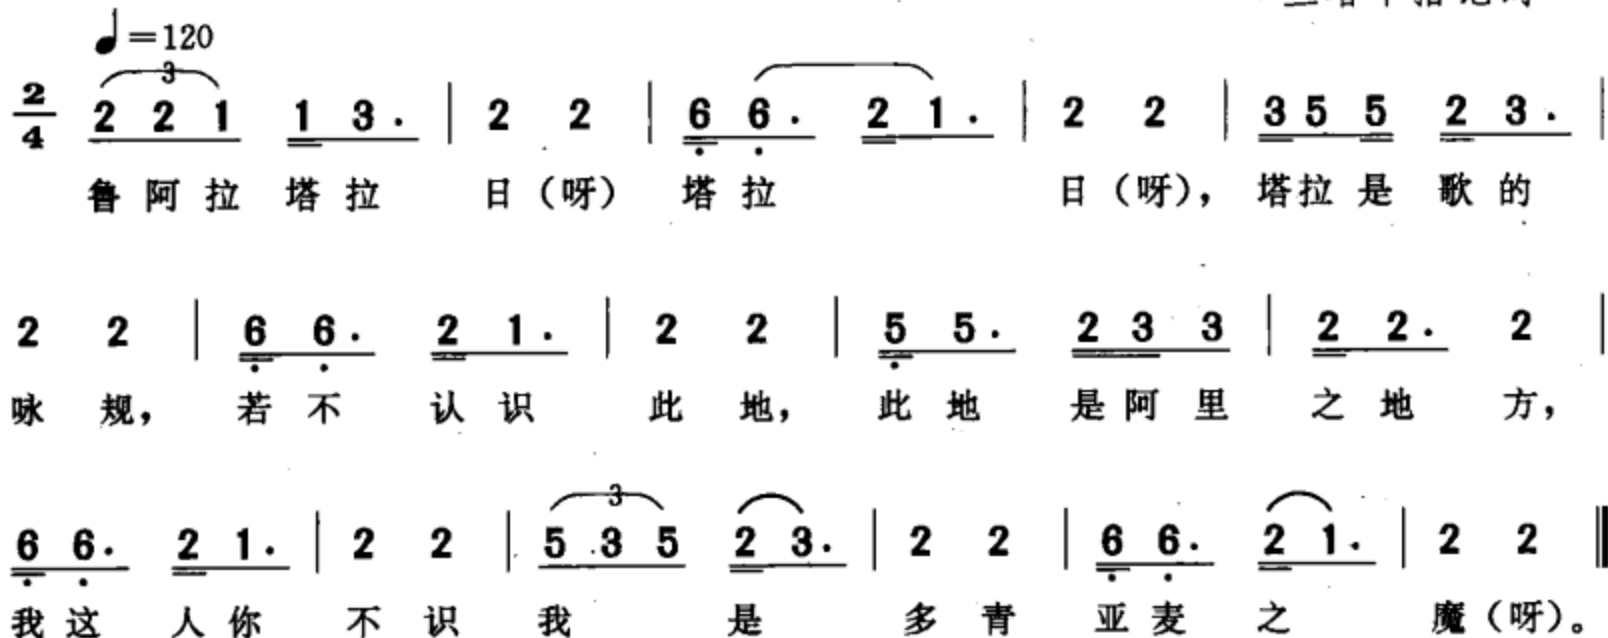 ♩=120
3
2/4 2 2 1 1 3. | 2 2 | 6 6. 2 1. | 2 2 | 3 5 5 2 3. |
鲁 阿 拉 塔 拉 日（呀） 塔 拉 日（呀）， 塔 拉 是 歌 的
2 2 | 6 6. 2 1. | 2 2 | 5 5. 2 3 3 | 2 2. 2 |
咏 规， 若 不 认 识 此 地， 此 地 是 阿 里 之 地 方，
3
6 6. 2 1. | 2 2 | 5 3 5 2 3. | 2 2 | 6 6. 2 1. | 2 2 ‖
我 这 人 你 不 识 我 是 多 青 亚 麦 之 魔（呀）。